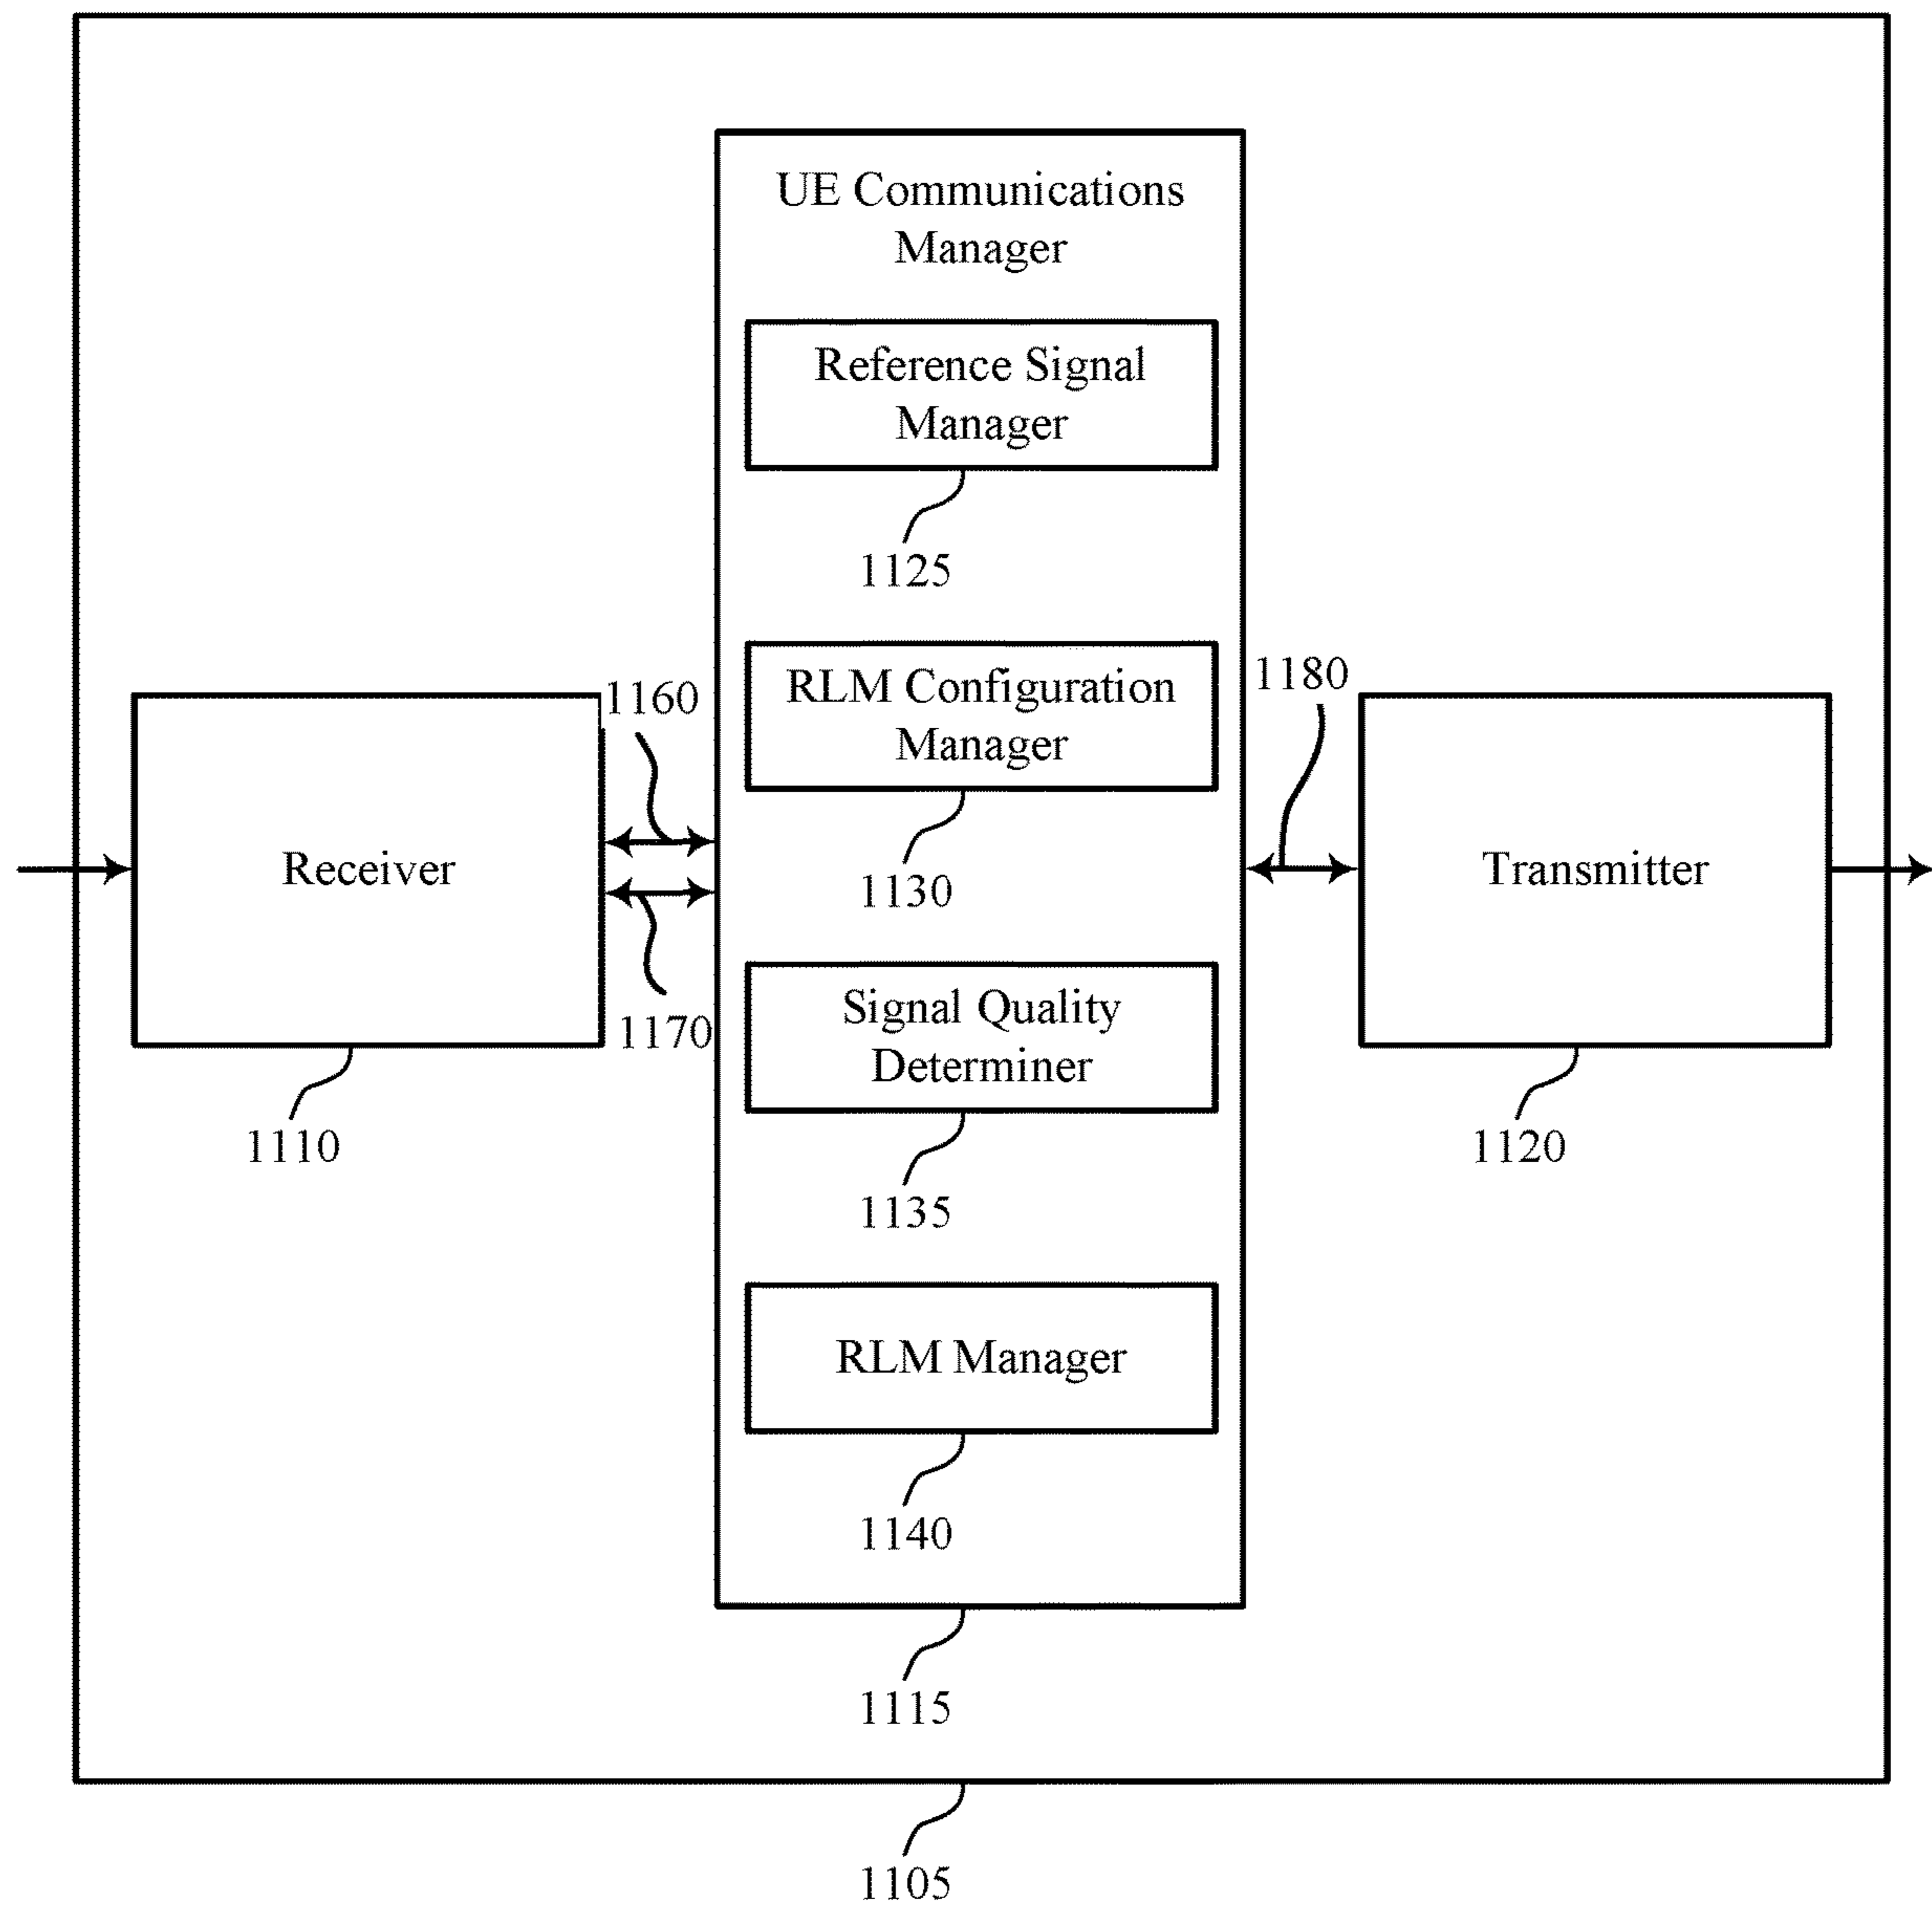 UE Communications
Manager
Reference Signal
Manager
1125
RLM Configuration
Manager
1130
Signal Quality
Determiner
1135
RLM Manager
1140
1115
1160
1170
Receiver
1110
1180
Transmitter
1120
1105